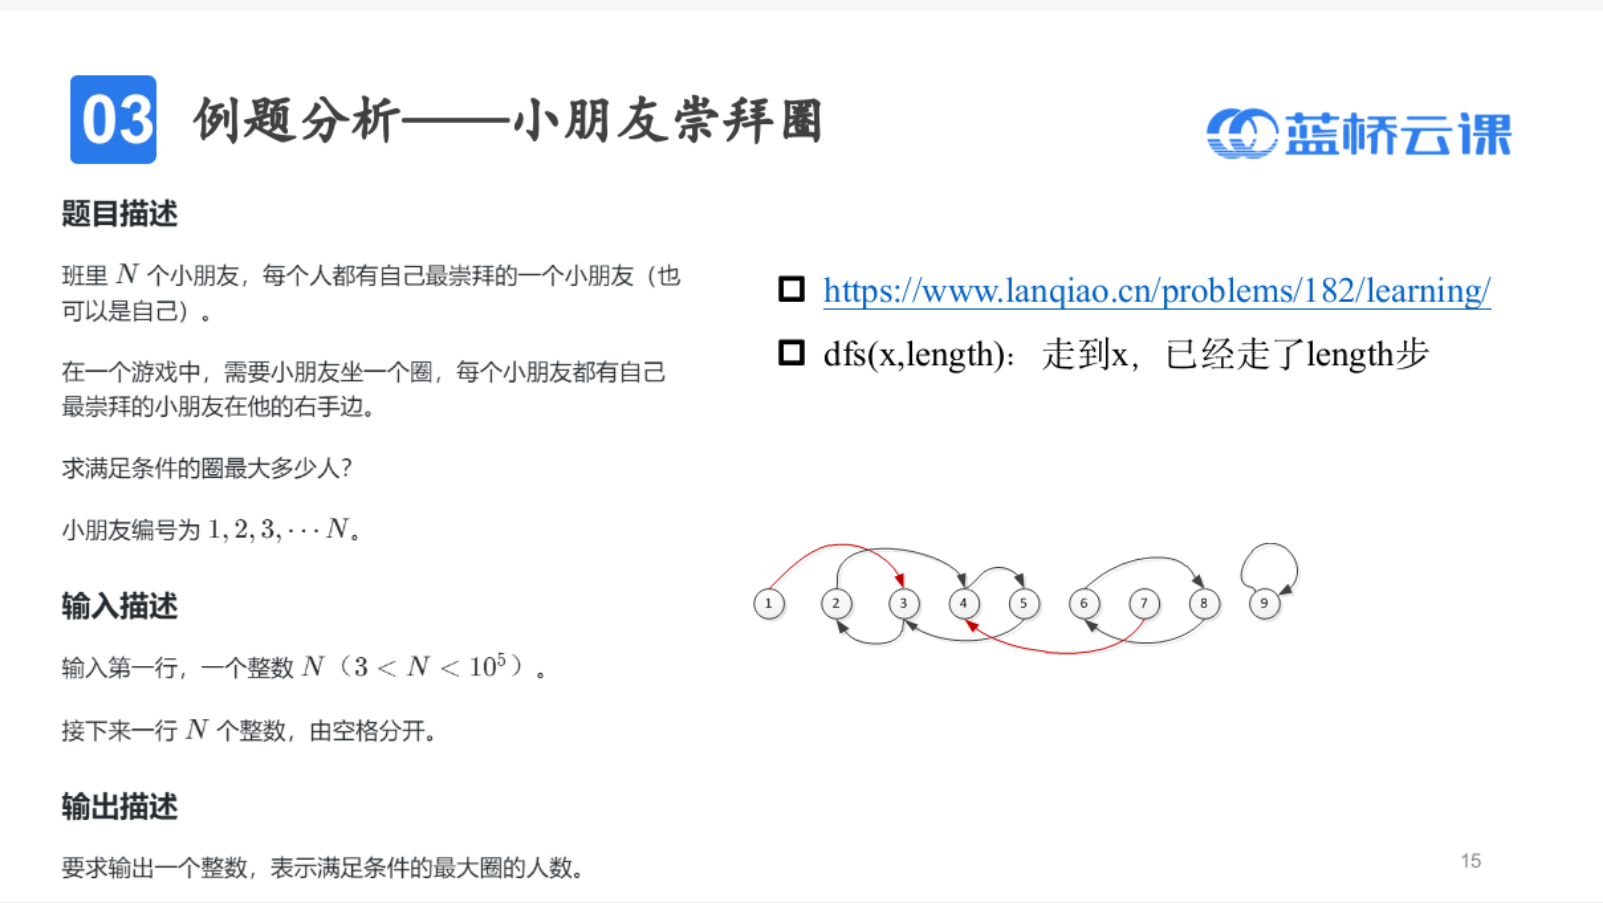 03 例题分析——小朋友崇拜圈
蓝桥云课
题目描述
班里 N 个小朋友，每个人都有自己最崇拜的一个小朋友（也
可以是自己）。
在一个游戏中，需要小朋友坐一个圈，每个小朋友都有自己
最崇拜的小朋友在他的右手边。
求满足条件的圈最大多少人？
小朋友编号为 1, 2, 3, ⋯ N。
输入描述
输入第一行，一个整数 N（3 < N < 10⁵）。
接下来一行 N 个整数，由空格分开。
输出描述
要求输出一个整数，表示满足条件的最大圈的人数。
https://www.lanqiao.cn/problems/182/learning/
dfs(x,length)： 走到x，已经走了length步
1 2 3 4 5 6 7 8 9
15